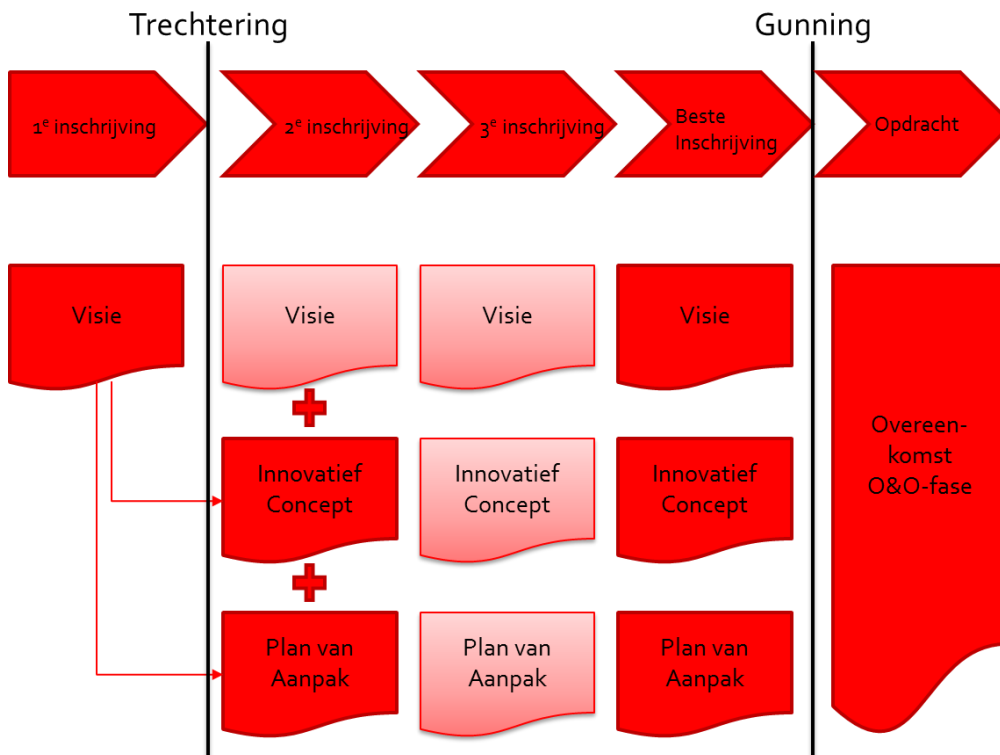 Trechtering
Gunning
1e inschrijving
2e inschrijving
3e inschrijving
Beste
Inschrijving
Opdracht
Visie
Visie
Visie
Visie
Innovatief
Concept
Innovatief
Concept
Innovatief
Concept
Plan van
Aanpak
Plan van
Aanpak
Plan van
Aanpak
Overeen-
komst
O&O-fase